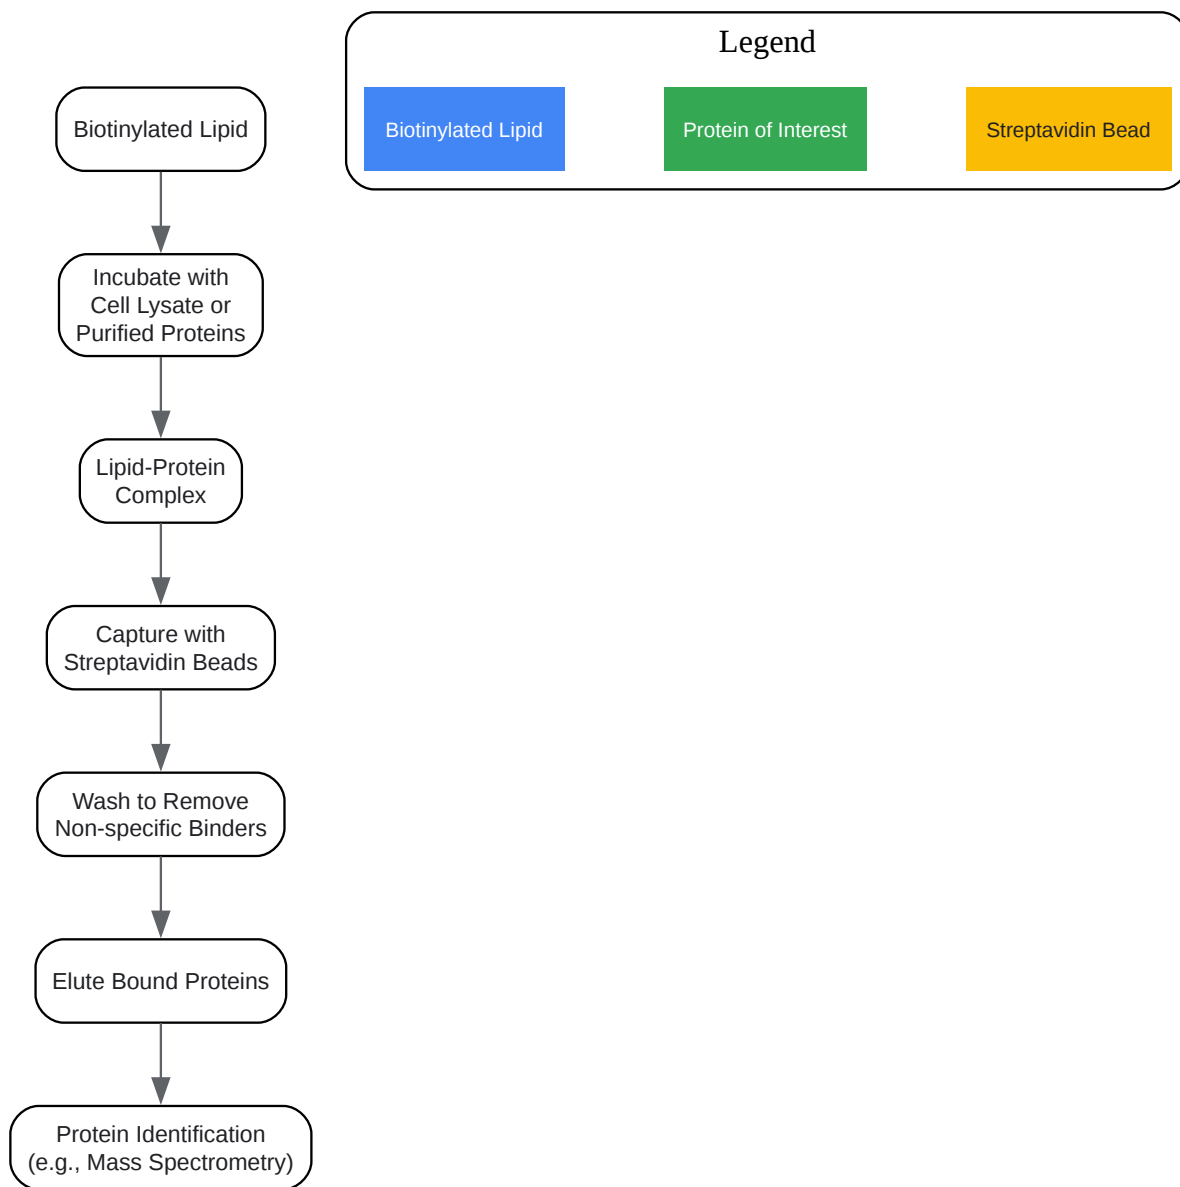 Legend
Biotinylated Lipid
Protein of Interest
Streptavidin Bead
Biotinylated Lipid
Incubate with
Cell Lysate or
Purified Proteins
Lipid-Protein
Complex
Capture with
Streptavidin Beads
Wash to Remove
Non-specific Binders
Elute Bound Proteins
Protein Identification
(e.g., Mass Spectrometry)